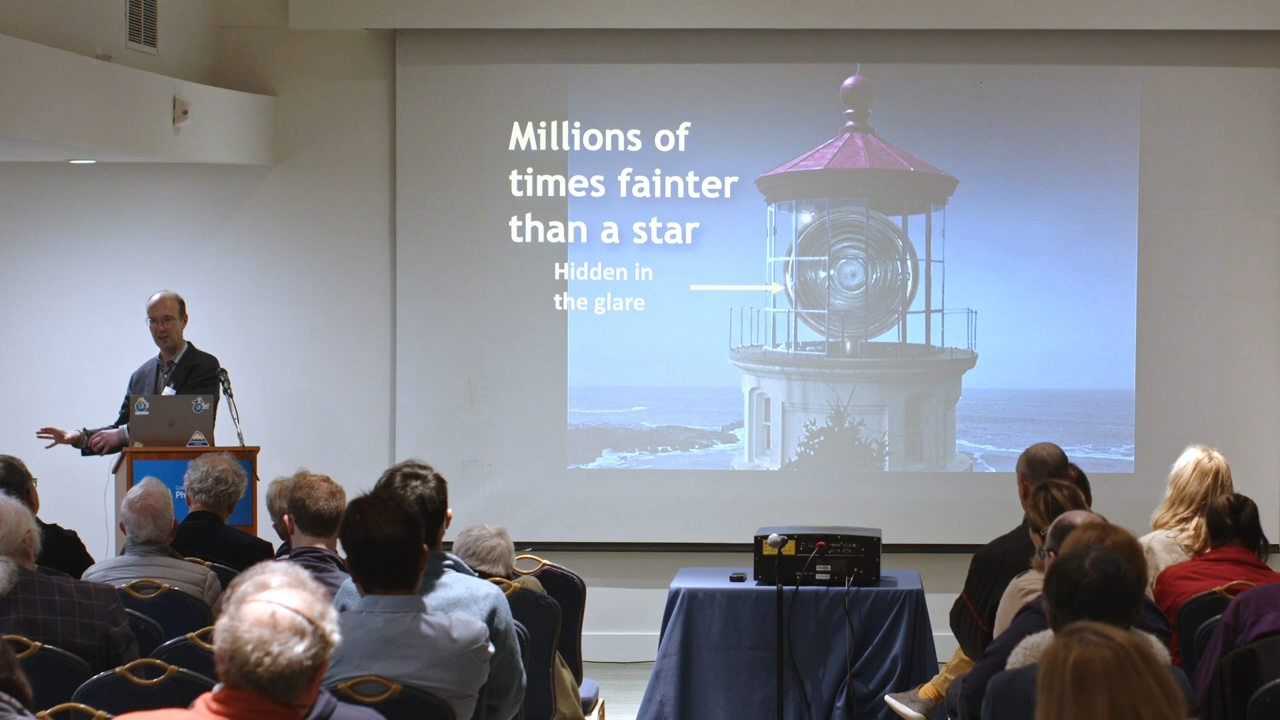 Millions of
times fainter
than a star
Hidden in
the glare